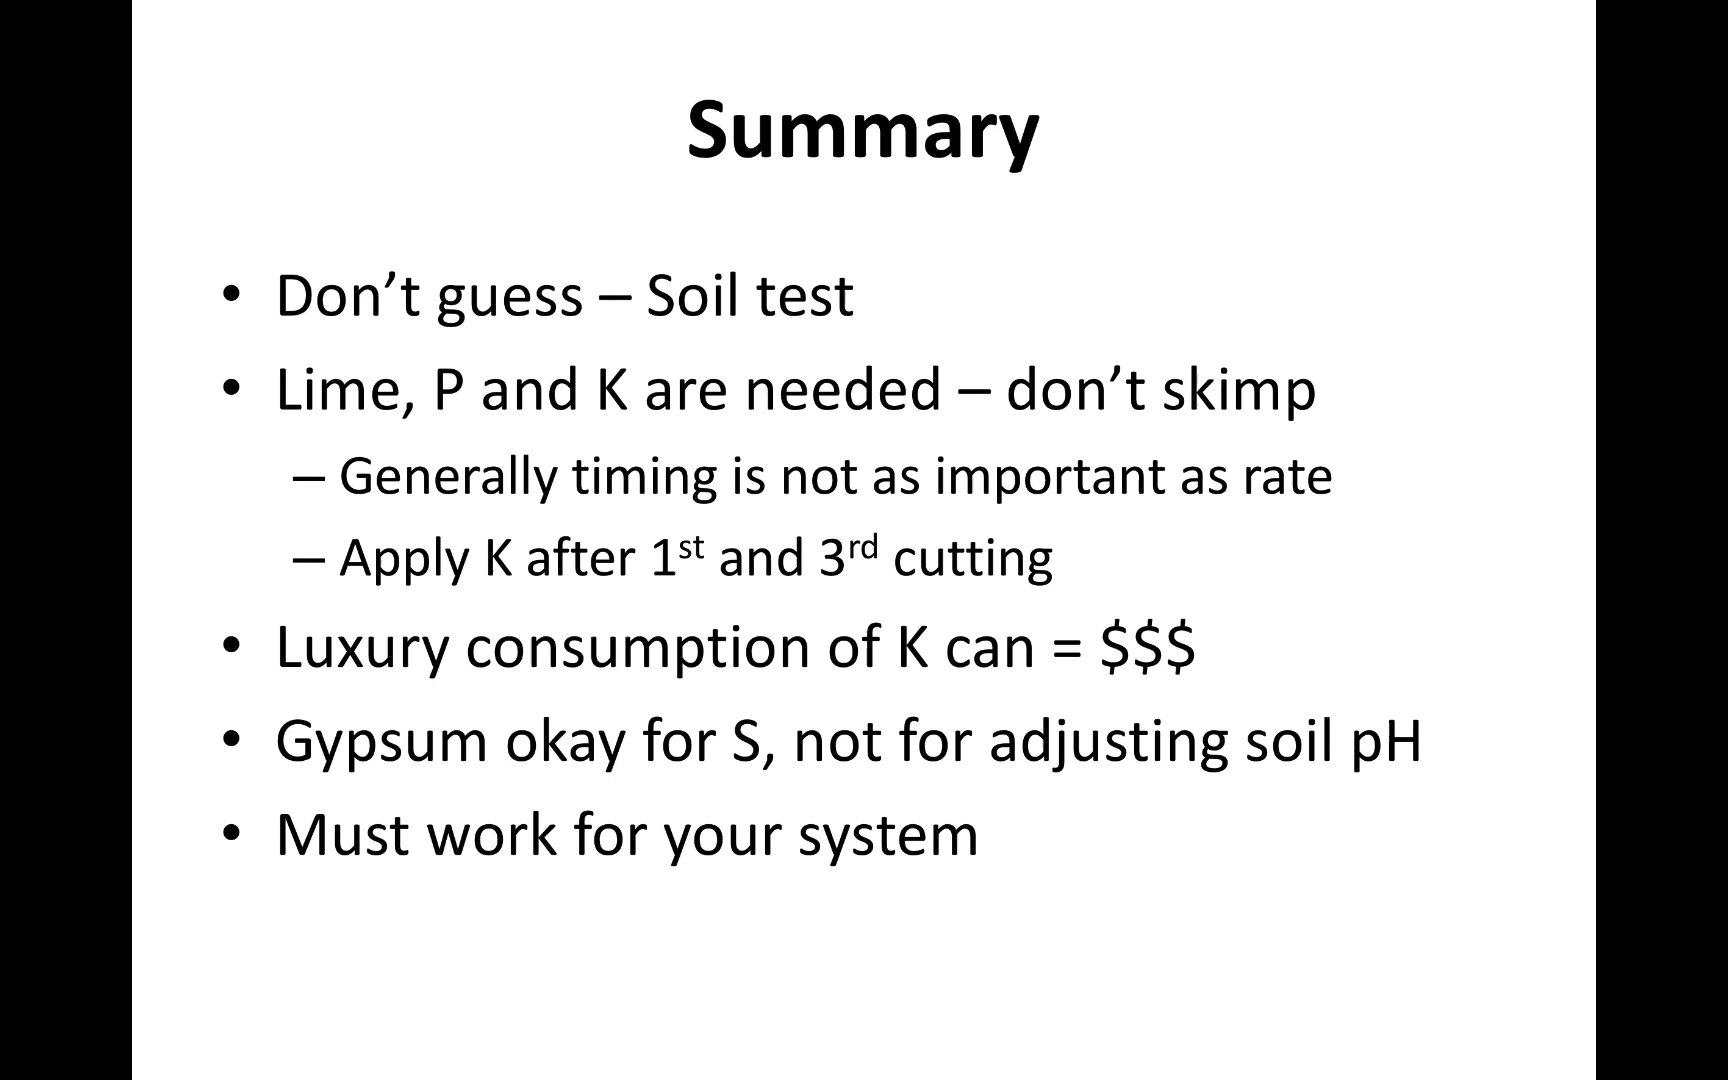 Summary
• Don’t guess – Soil test
• Lime, P and K are needed – don’t skimp
– Generally timing is not as important as rate
– Apply K after 1st and 3rd cutting
• Luxury consumption of K can = $$$
• Gypsum okay for S, not for adjusting soil pH
• Must work for your system